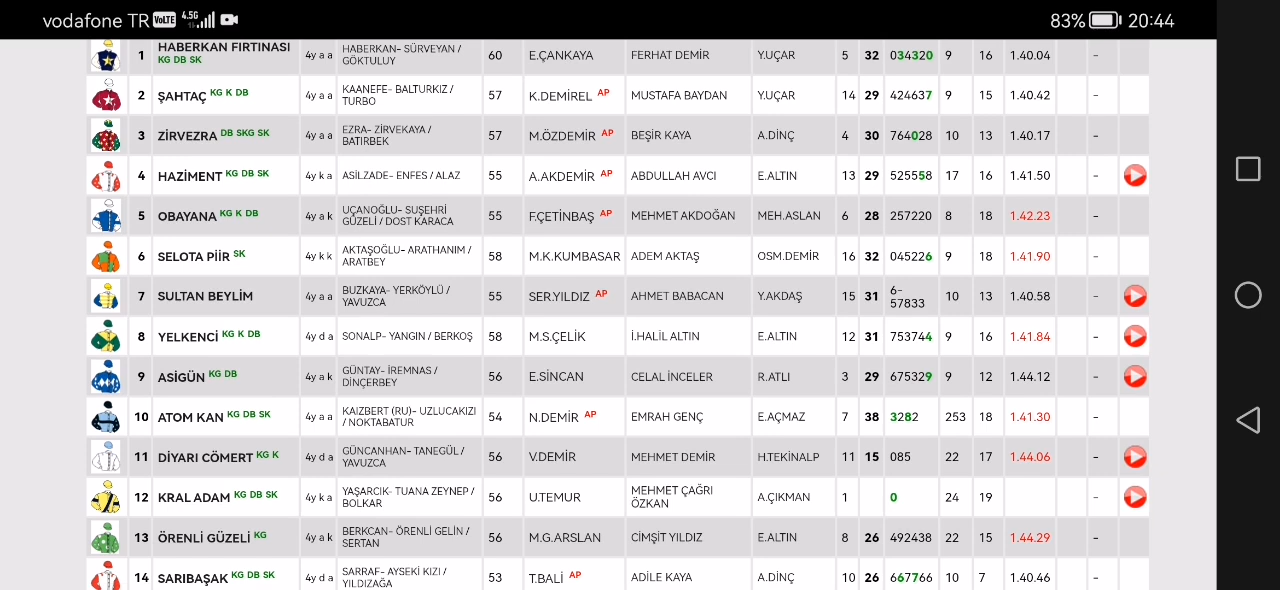 vodafone TR VoLTE 4.5G 83% 20:44
1 HABERKAN FIRTINASI KG DB SK 4y a a HABERKAN- SÜRVEYAN / GÖKTULUY 60 E.ÇANKAYA FERHAT DEMİR Y.UÇAR 5 32 034320 9 16 1.40.04 -
2 ŞAHTAÇ KG K DB 4y a a KAANEFE- BALTURKIZ / TURBO 57 K.DEMİREL AP MUSTAFA BAYDAN Y.UÇAR 14 29 424637 9 15 1.40.42 -
3 ZİRVEZRA DB SKG SK 4y a a EZRA- ZİRVEKAYA / BATIRBEK 57 M.ÖZDEMİR AP BEŞİR KAYA A.DİNÇ 4 30 764028 10 13 1.40.17 -
4 HAZİMENT KG DB SK 4y k a ASİLZADE- ENFES / ALAZ 55 A.AKDEMİR AP ABDULLAH AVCI E.ALTIN 13 29 525558 17 16 1.41.50 -
5 OBAYANA KG K DB 4y a k UÇANOĞLU- SUŞEHRİ GÜZELİ / DOST KARACA 55 F.ÇETİNBAŞ AP MEHMET AKDOĞAN MEH.ASLAN 6 28 257220 8 18 1.42.23 -
6 SELOTA PİİR SK 4y k k AKTAŞOĞLU- ARATHANIM / ARATBEY 58 M.K.KUMBASAR ADEM AKTAŞ OSM.DEMİR 16 32 045226 9 18 1.41.90 -
7 SULTAN BEYLİM 4y a a BUZKAYA- YERKÖYLÜ / YAVUZCA 55 SER.YILDIZ AP AHMET BABACAN Y.AKDAŞ 15 31 6-57833 10 13 1.40.58 -
8 YELKENCİ KG K DB 4y d a SONALP- YANGIN / BERKOŞ 58 M.S.ÇELİK İ.HALİL ALTIN E.ALTIN 12 31 753744 9 16 1.41.84 -
9 ASİGÜN KG DB 4y a k GÜNTAY- İREMNAS / DİNÇERBEY 56 E.SİNCAN CELAL İNCELER R.ATLI 3 29 675329 9 12 1.44.12 -
10 ATOM KAN KG DB SK 4y a a KAIZBERT (RU)- UZLUCAKIZI / NOKTABATUR 54 N.DEMİR AP EMRAH GENÇ E.AÇMAZ 7 38 3282 253 18 1.41.30 -
11 DİYARI CÖMERT KG K 4y d a GÜNCANHAN- TANEGÜL / YAVUZCA 56 V.DEMİR MEHMET DEMİR H.TEKİNALP 11 15 085 22 17 1.44.06 -
12 KRAL ADAM KG DB SK 4y k a YAŞARCIK- TUANA ZEYNEP / BOLKAR 56 U.TEMUR MEHMET ÇAĞRI ÖZKAN A.ÇIKMAN 1 0 24 19 -
13 ÖRENLİ GÜZELİ KG 4y a k BERKCAN- ÖRENLİ GELİN / SERTAN 56 M.G.ARSLAN CİMŞİT YILDIZ E.ALTIN 8 26 492438 22 15 1.44.29 -
14 SARIBAŞAK KG DB SK 4y d a SARRAF- AYSEKİ KIZI / YILDIZAĞA 53 T.BALİ AP ADİLE KAYA A.DİNÇ 10 26 667766 10 7 1.40.46 -